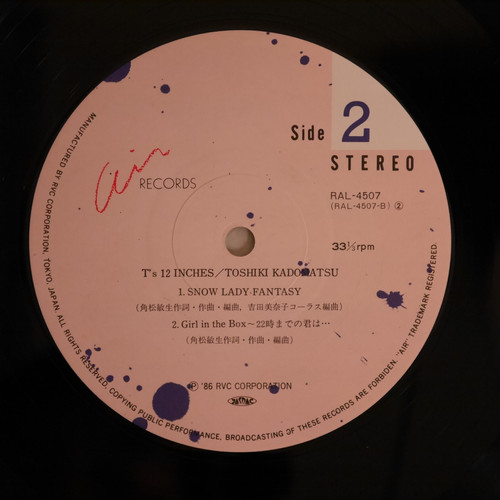 Side 2
STEREO
Air RECORDS
RAL-4507
(RAL-4507-B) ②
33⅓rpm
T's 12 INCHES／TOSHIKI KADOMATSU
1. SNOW LADY FANTASY
(角松敏生作詞・作曲・編曲, 吉田美奈子コーラス編曲)
2. Girl in the Box〜22時までの君は…
(角松敏生作詞・作曲・編曲)
Ⓟ '86 RVC CORPORATION
JASRAC
MANUFACTURED BY RVC CORPORATION, TOKYO, JAPAN. ALL RIGHTS RESERVED. COPYING PUBLIC PERFORMANCE, BROADCASTING OF THESE RECORDS ARE FORBIDDEN. "AIR" TRADEMARK REGISTERED.